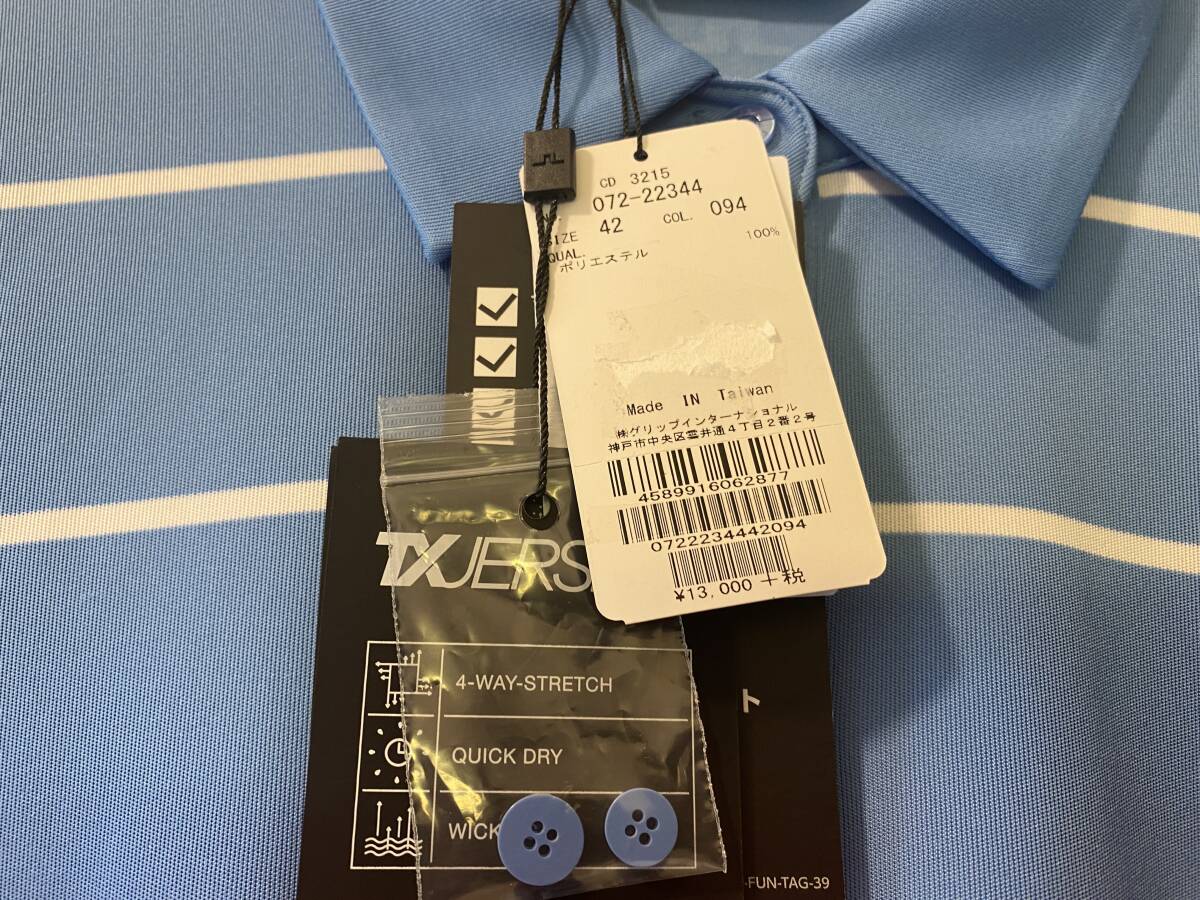 CD 3215
072-22344
SIZE 42 COL. 094
QUAL.
ポリエステル 100%
Made IN Taiwan
㈱グリップインターナショナル
神戸市中央区雲井通4丁目2番2号
4589916062877
0722234442094
¥13,000 +税
TXJERS
4-WAY-STRETCH
QUICK DRY
WICK
ト
-FUN-TAG-39